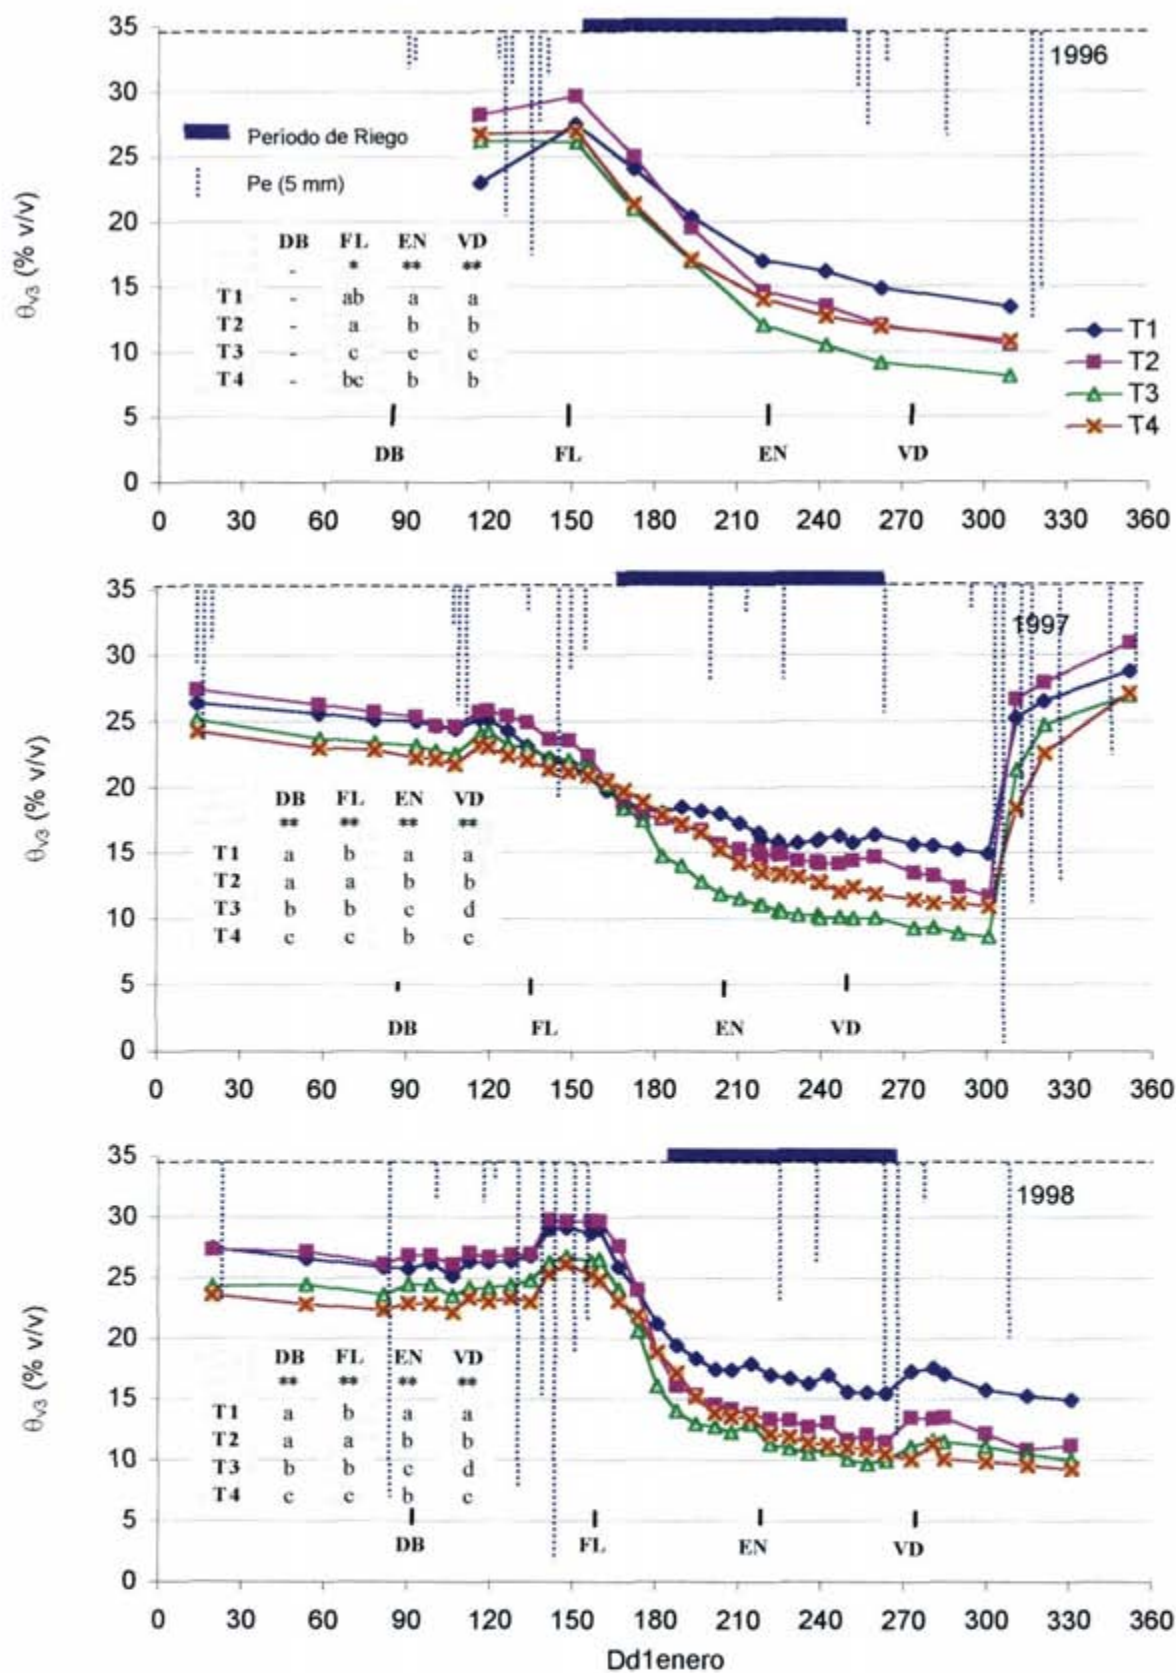 35
1996
30
Período de Riego
25
Pe (5 mm)
θv3 (% v/v)
20
DB FL EN VD
- * ** **
15
T1 - ab a a
T2 - a b b
T3 - c c c
T4 - bc b b
10
5
0
T1
T2
T3
T4
DB FL EN VD
0 30 60 90 120 150 180 210 240 270 300 330 360
35
1997
30
25
20
θv3 (% v/v)
DB FL EN VD
** ** ** **
15
T1 a b a a
T2 a a b b
T3 b b c d
T4 c c b c
10
5
DB FL EN VD
0
0 30 60 90 120 150 180 210 240 270 300 330 360
35
1998
30
25
20
θv3 (% v/v)
DB FL EN VD
** ** ** **
15
T1 a b a a
T2 a a b b
T3 b b c d
T4 c c b c
10
5
DB FL EN VD
0
0 30 60 90 120 150 180 210 240 270 300 330 360
Dd1enero